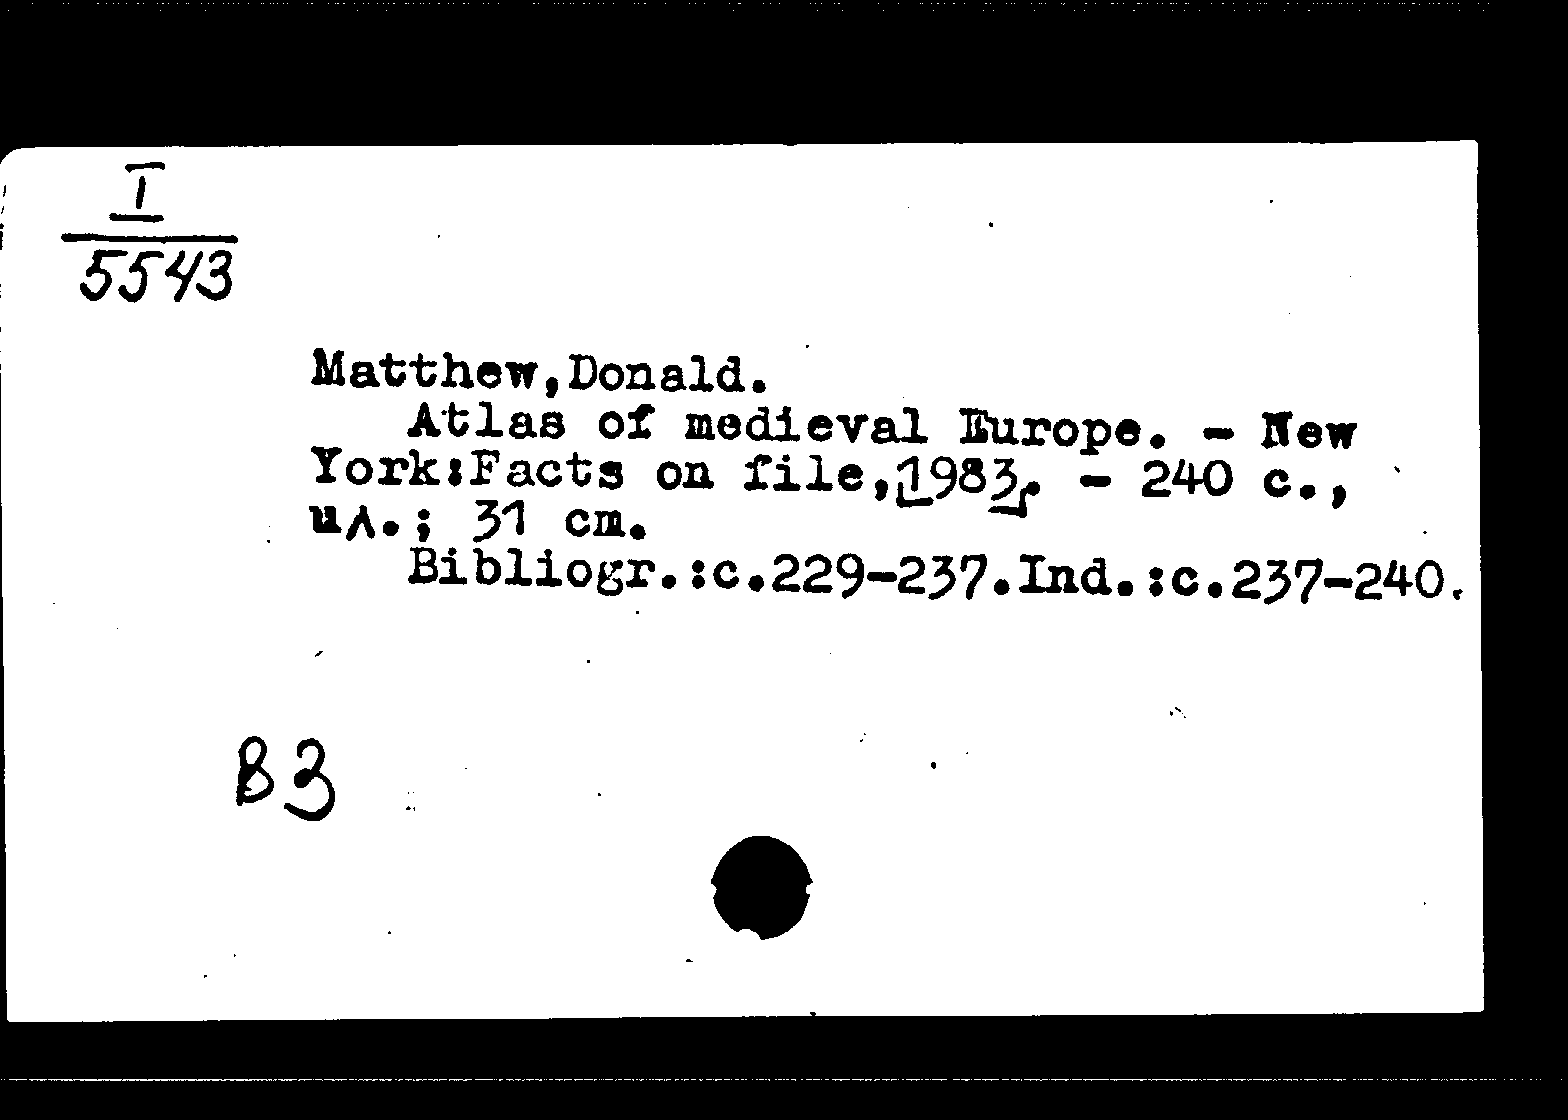 I
5543
Matthew,Donald.
Atlas of medieval Europe. - New
York:Facts on file,1983. - 240 с.,
ил.; 31 cm.
Bibliogr.:c.229-237.Ind.:c.237-240.
B3